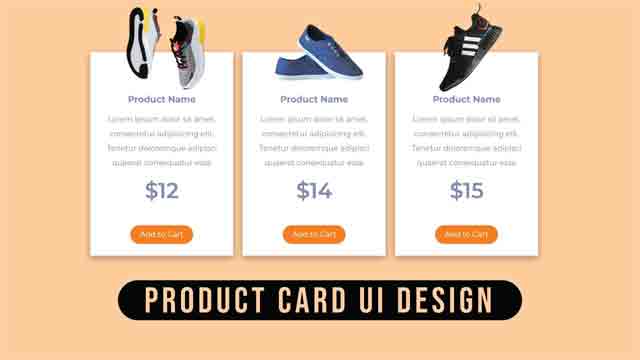 Product Name
Lorem ipsum dolor sit amet,
consectetur adipisicing elit.
Tenetur doloremque adipisci
quaerat consequatur esse.
$12
Add to Cart
Product Name
Lorem ipsum dolor sit amet,
consectetur adipisicing elit.
Tenetur doloremque adipisci
quaerat consequatur esse.
$14
Add to Cart
Product Name
Lorem ipsum dolor sit amet,
consectetur adipisicing elit.
Tenetur doloremque adipisci
quaerat consequatur esse.
$15
Add to Cart
PRODUCT CARD UI DESIGN